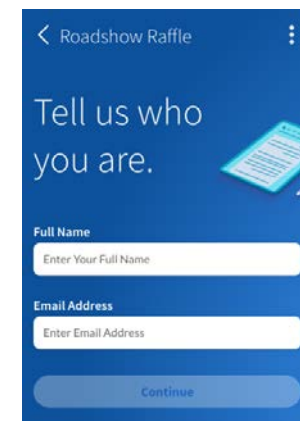 Roadshow Raffle
Tell us who
you are.
Full Name
Enter Your Full Name
Email Address
Enter Email Address
Continue